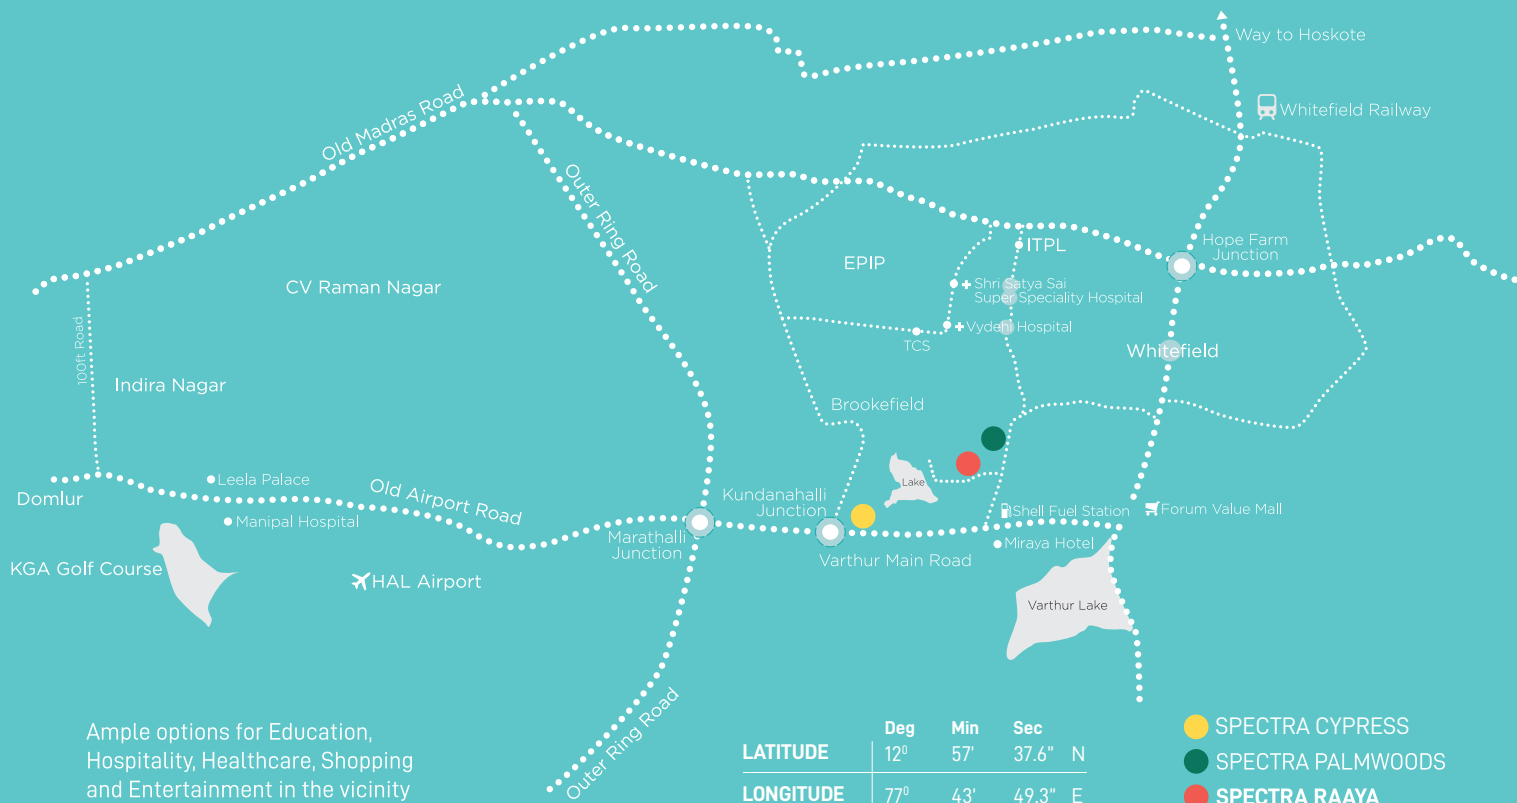 Way to Hoskote
Whitefield Railway
Old Madras Road
Outer Ring Road
Hope Farm
Junction
ITPL
EPIP
CV Raman Nagar
Shri Satya Sai
Super Speciality Hospital
Vydehi Hospital
TCS
100ft Road
Whitefield
Indira Nagar
Brookefield
Leela Palace
Old Airport Road
Domlur
Lake
Kundanahalli
Junction
Shell Fuel Station
Forum Value Mall
Manipal Hospital
Marathalli
Junction
Miraya Hotel
Varthur Main Road
KGA Golf Course
HAL Airport
Varthur Lake
Outer Ring Road
Ample options for Education,
Hospitality, Healthcare, Shopping
and Entertainment in the vicinity
Deg Min Sec
LATITUDE 12⁰ 57' 37.6" N
LONGITUDE 77⁰ 43' 49.3" E
SPECTRA CYPRESS
SPECTRA PALMWOODS
SPECTRA RAAYA